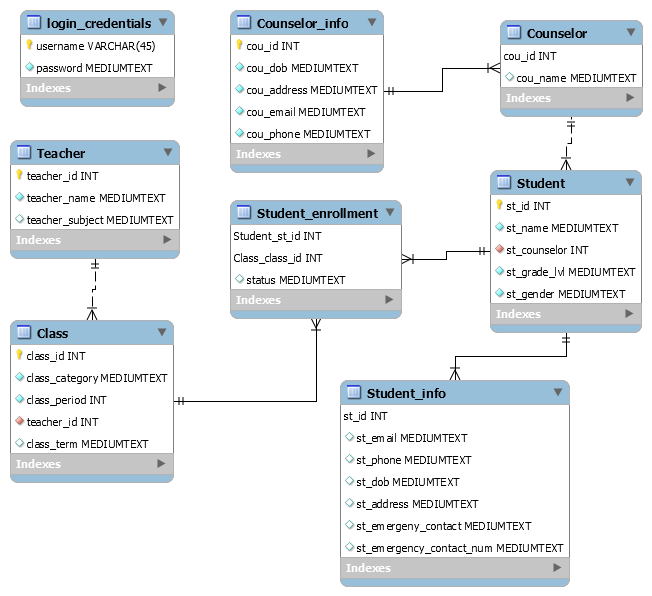 login_credentials
username VARCHAR(45)
password MEDIUMTEXT
Indexes
Counselor_info
cou_id INT
cou_dob MEDIUMTEXT
cou_address MEDIUMTEXT
cou_email MEDIUMTEXT
cou_phone MEDIUMTEXT
Indexes
Counselor
cou_id INT
cou_name MEDIUMTEXT
Indexes
Teacher
teacher_id INT
teacher_name MEDIUMTEXT
teacher_subject MEDIUMTEXT
Indexes
Student_enrollment
Student_st_id INT
Class_class_id INT
status MEDIUMTEXT
Indexes
Student
st_id INT
st_name MEDIUMTEXT
st_counselor INT
st_grade_lvl MEDIUMTEXT
st_gender MEDIUMTEXT
Indexes
Class
class_id INT
class_category MEDIUMTEXT
class_period INT
teacher_id INT
class_term MEDIUMTEXT
Indexes
Student_info
st_id INT
st_email MEDIUMTEXT
st_phone MEDIUMTEXT
st_dob MEDIUMTEXT
st_address MEDIUMTEXT
st_emergeny_contact MEDIUMTEXT
st_emergency_contact_num MEDIUMTEXT
Indexes